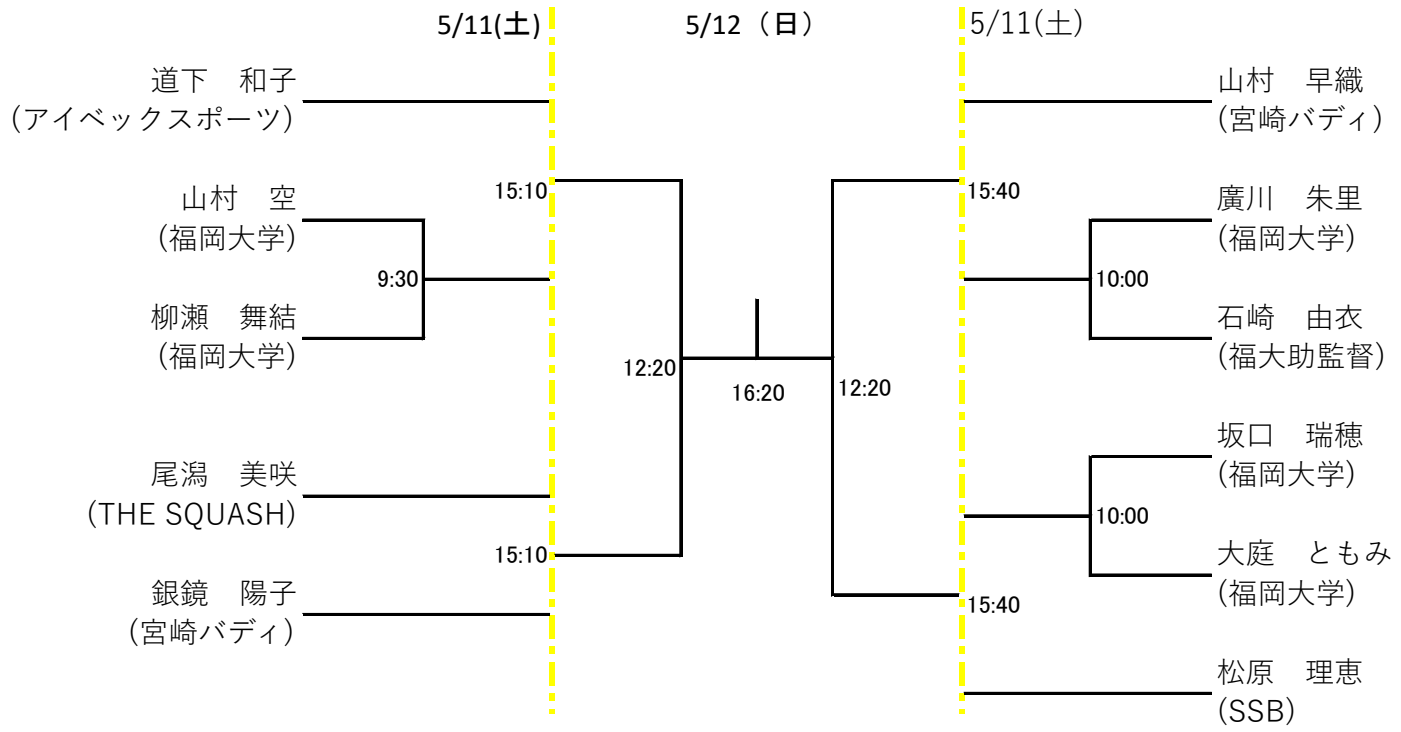 5/11(土)
5/12（日）
5/11(土)
道下　和子
(アイベックスポーツ)
山村　空
(福岡大学)
柳瀬　舞結
(福岡大学)
尾潟　美咲
(THE SQUASH)
銀鏡　陽子
(宮崎バディ)
9:30
15:10
15:10
12:20
16:20
12:20
15:40
15:40
10:00
10:00
山村　早織
(宮崎バディ)
廣川　朱里
(福岡大学)
石崎　由衣
(福大助監督)
坂口　瑞穂
(福岡大学)
大庭　ともみ
(福岡大学)
松原　理恵
(SSB)